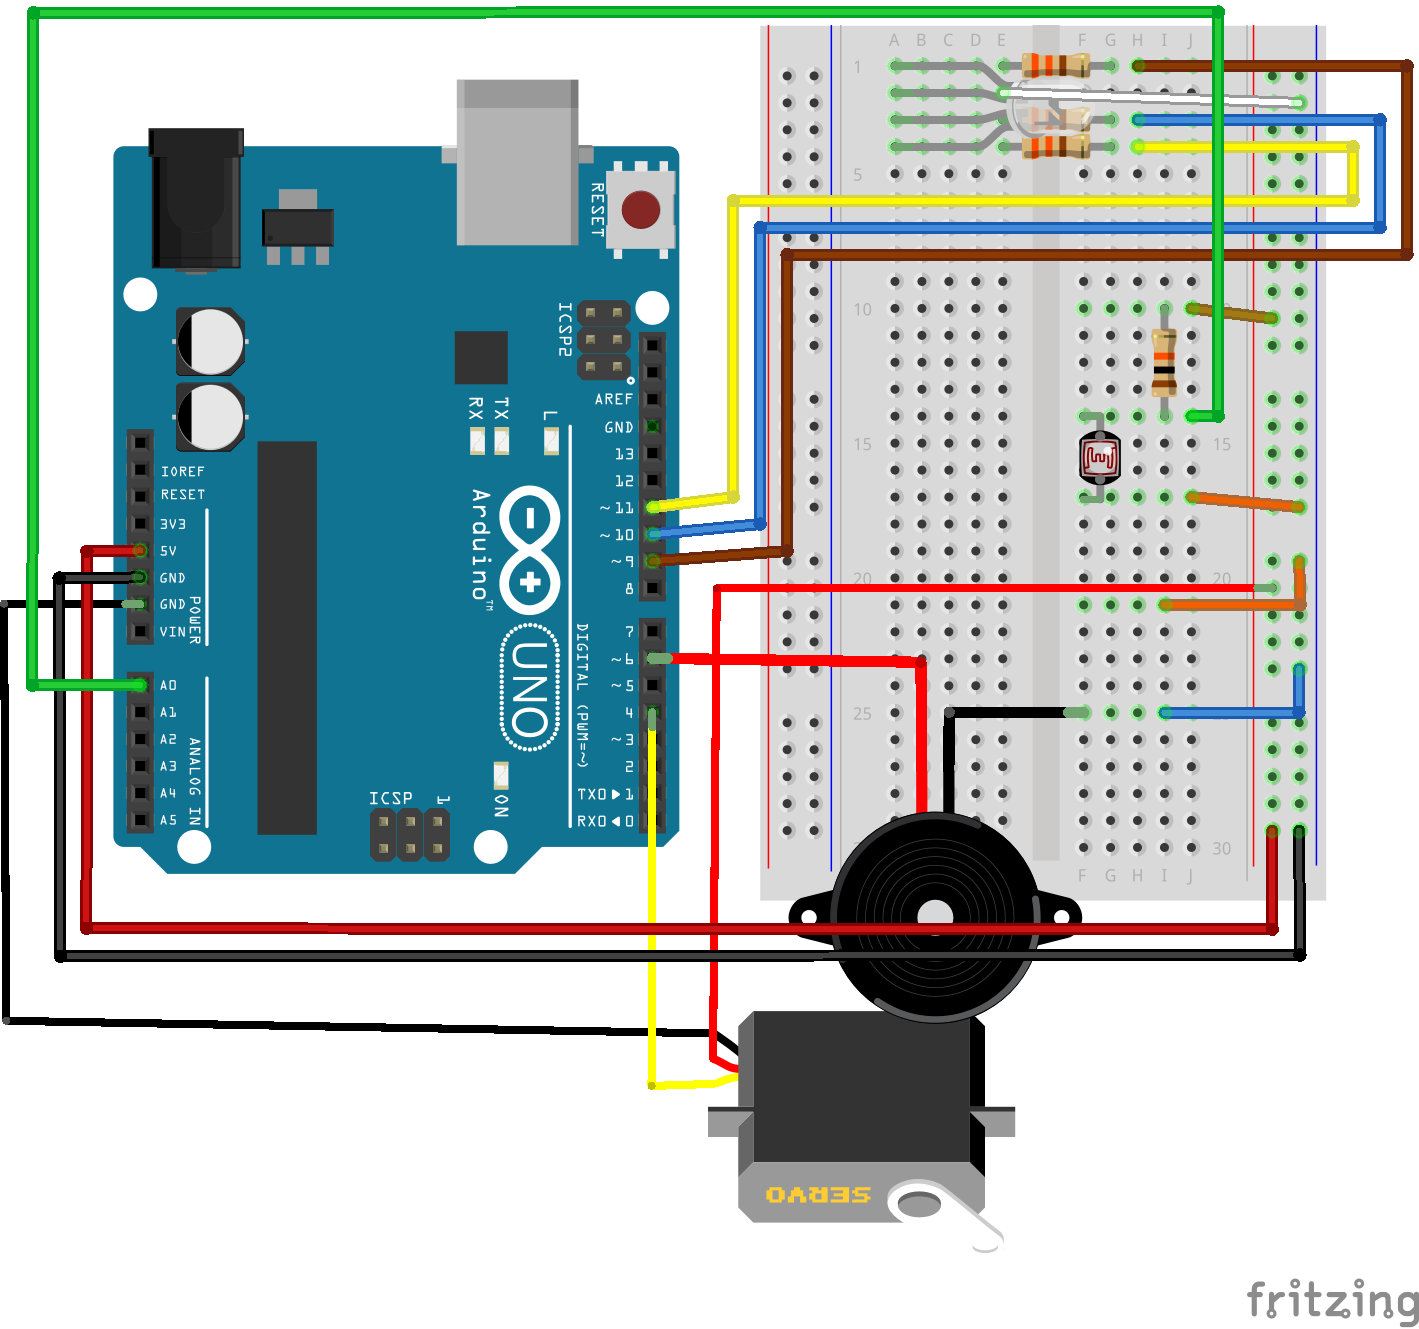 A B C D E F G H I J
1
5
10
15
15
20
20
25
30
F G H I J
RESET
ICSP2
AREF
GND
13
12
~11
~10
~9
8
7
~6
~5
4
~3
2
TX0▶1
RX0◀0
DIGITAL (PWM=~)
RX
TX
L
Arduino™
UNO
ON
ICSP
1
IOREF
RESET
3V3
5V
GND
GND
VIN
POWER
A0
A1
A2
A3
A4
A5
ANALOG IN
SERVO
fritzing